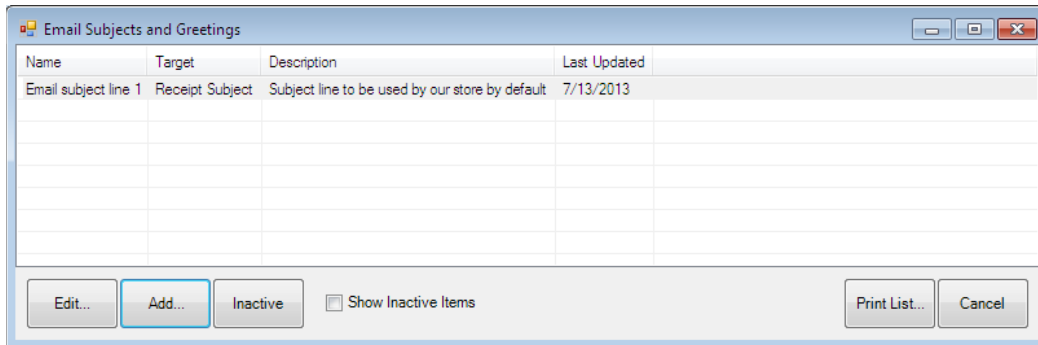 Email Subjects and Greetings
Name Target Description Last Updated
Email subject line 1 Receipt Subject Subject line to be used by our store by default 7/13/2013
Edit... Add... Inactive Show Inactive Items Print List... Cancel